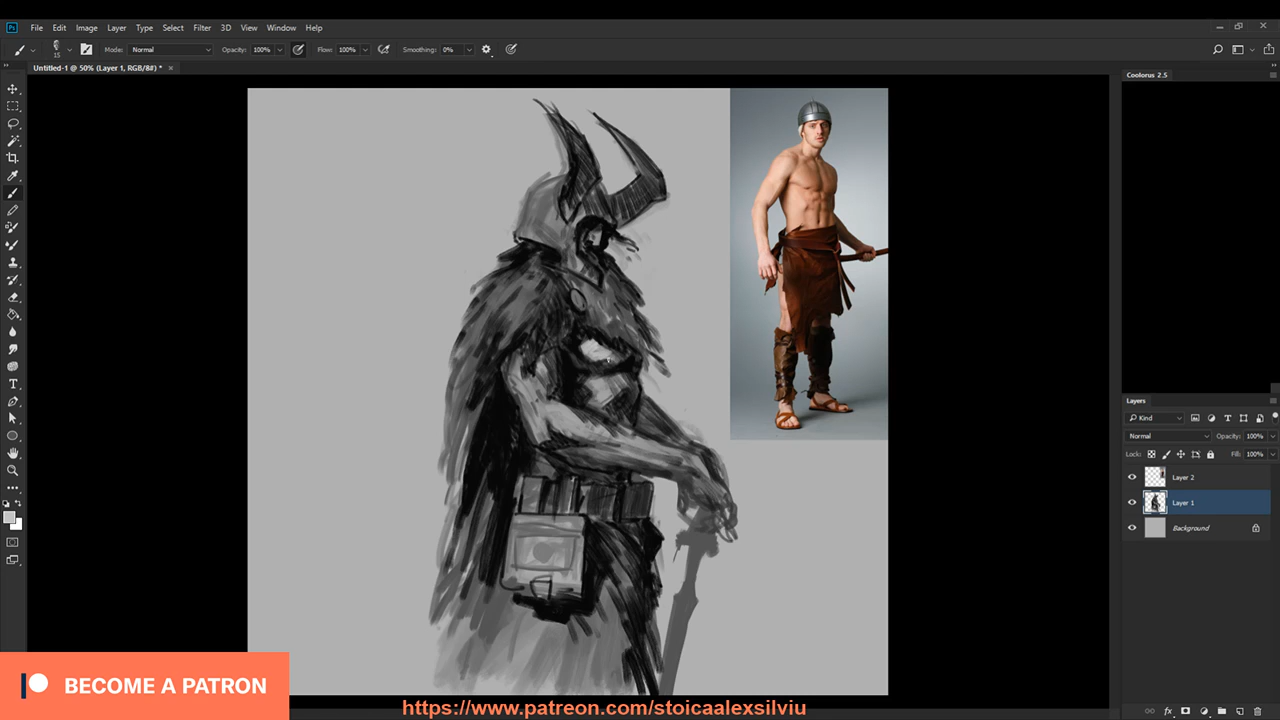 Ps File Edit Image Layer Type Select Filter 3D View Window Help
15 Mode: Normal Opacity: 100% Flow: 100% Smoothing: 0%
Untitled-1 @ 50% (Layer 1, RGB/8#) *
Coolorus 2.5
Layers
Kind
Normal Opacity: 100%
Lock: Fill: 100%
Layer 2
Layer 1
Background
BECOME A PATRON
https://www.patreon.com/stoicaalexsilviu